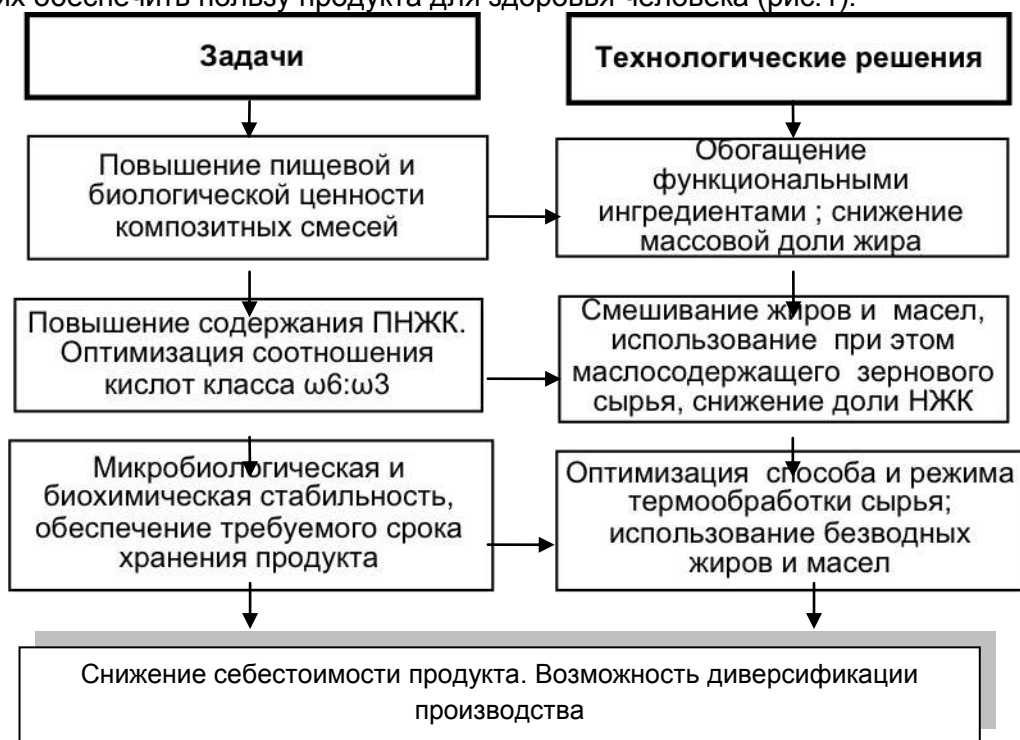 их обеспечить пользу продукта для здоровья человека (рис.1).
Задачи
Технологические решения
Повышение пищевой и
биологической ценности
композитных смесей
Обогащение
функциональными
ингредиентами ; снижение
массовой доли жира
Повышение содержания ПНЖК.
Оптимизация соотношения
кислот класса ω6:ω3
Смешивание жиров и масел,
использование при этом
маслосодержащего зернового
сырья, снижение доли НЖК
Микробиологическая и
биохимическая стабильность,
обеспечение требуемого срока
хранения продукта
Оптимизация способа и режима
термообработки сырья;
использование безводных
жиров и масел
Снижение себестоимости продукта. Возможность диверсификации
производства